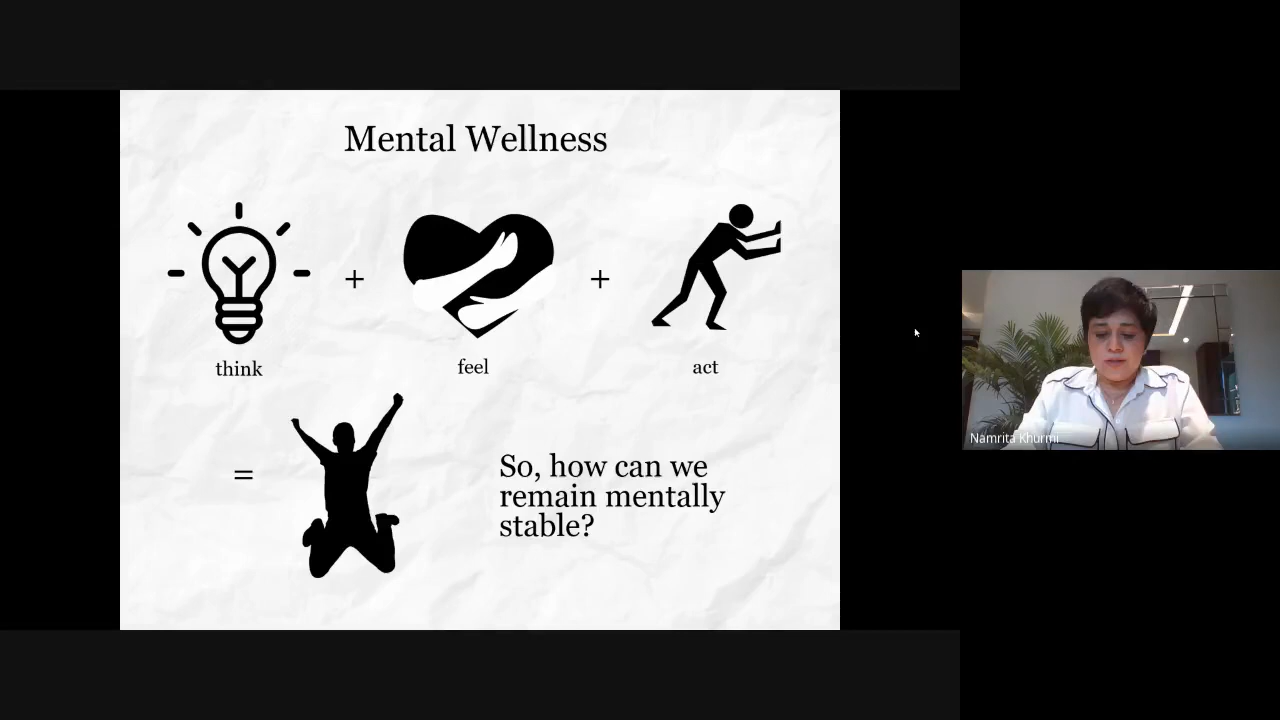 Mental Wellness
+
+
think
feel
act
=
So, how can we
remain mentally
stable?
Namrita Khurmi